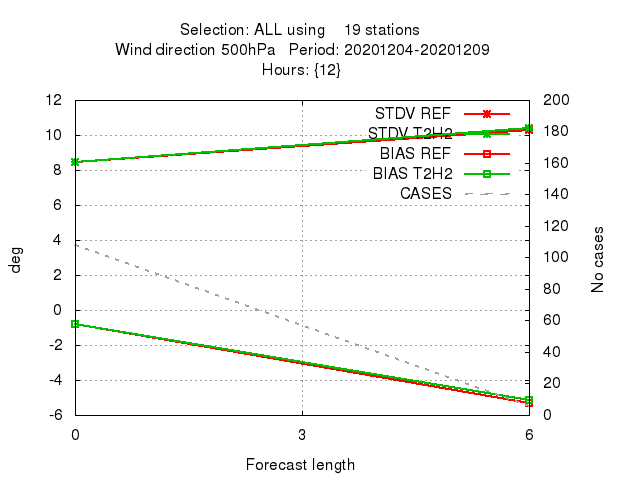 Selection: ALL using 19 stations
Wind direction 500hPa Period: 20201204-20201209
Hours: {12}
STDV REF
STDV T2H2
BIAS REF
BIAS T2H2
CASES
12
10
8
6
4
2
0
-2
-4
-6
deg
200
180
160
140
120
100
80
60
40
20
0
No cases
0 3 6
Forecast length